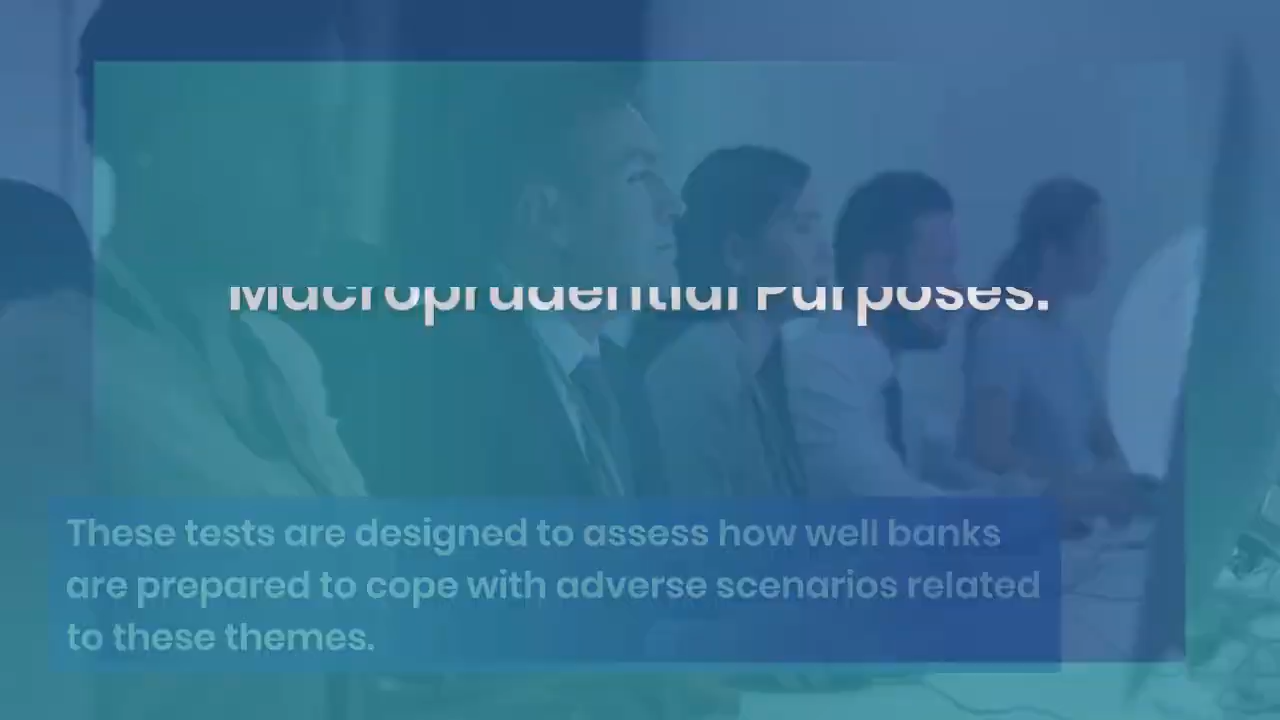 Macroprudential Purposes.
These tests are designed to assess how well banks
are prepared to cope with adverse scenarios related
to these themes.